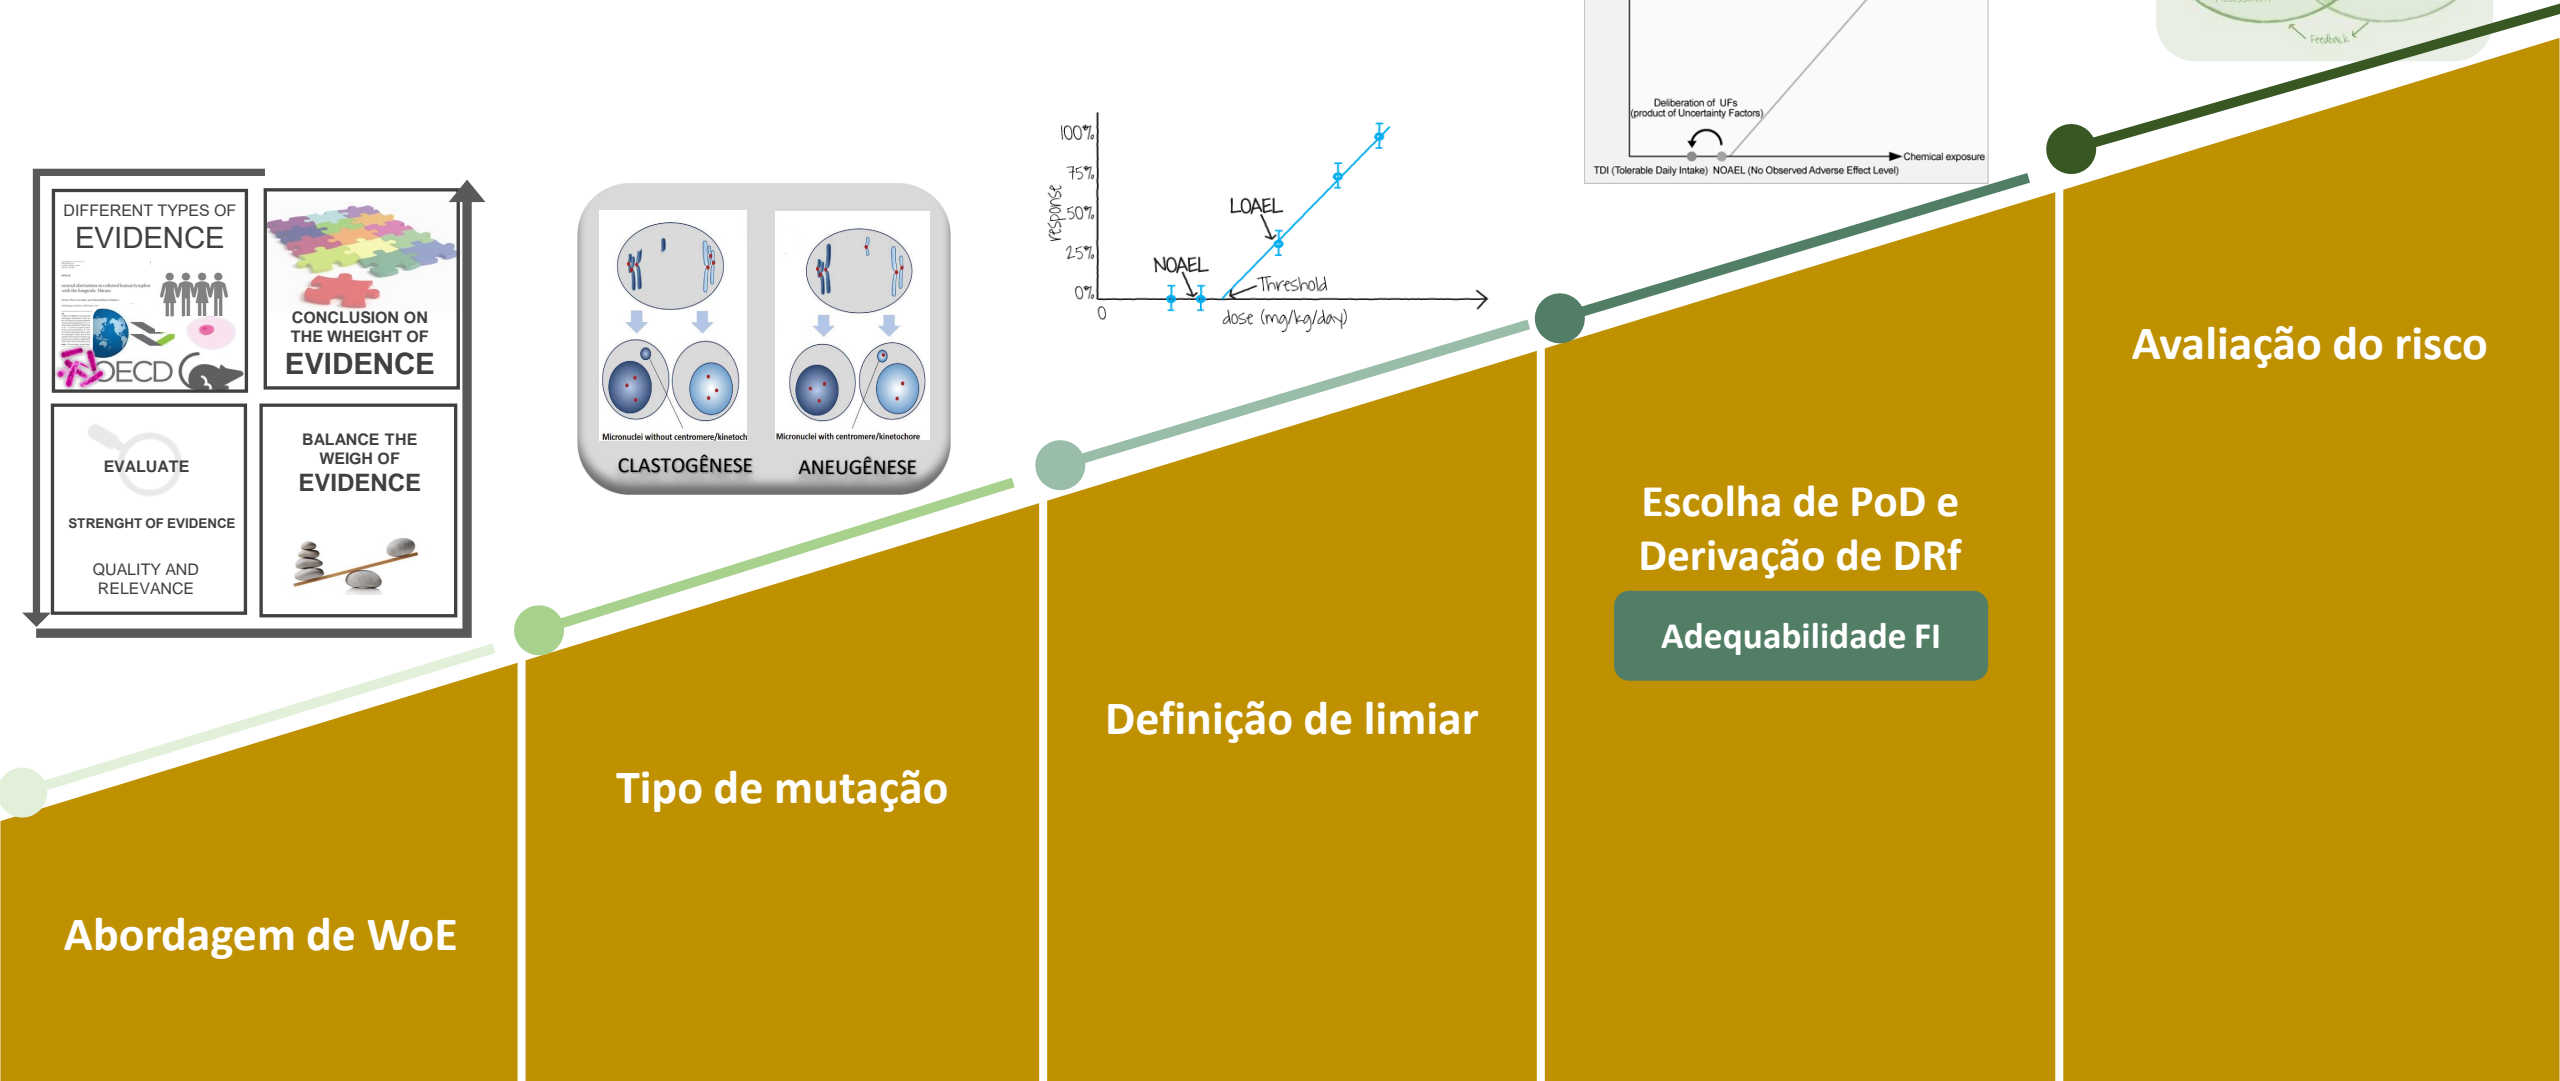 DIFFERENT TYPES OF
EVIDENCE
OECD
CONCLUSION ON
THE WHEIGHT OF
EVIDENCE
EVALUATE
STRENGHT OF EVIDENCE
QUALITY AND
RELEVANCE
BALANCE THE
WEIGH OF
EVIDENCE
Abordagem de WoE
Micronuclei without centromere/kinetoch
Micronuclei with centromere/kinetochore
CLASTOGÊNESE
ANEUGÊNESE
Tipo de mutação
100%
75%
50%
25%
0%
response
LOAEL
NOAEL
Threshold
0
dose (mg/kg/day)
Definição de limiar
Deliberation of UFs
(product of Uncertainty Factors)
Chemical exposure
TDI (Tolerable Daily Intake) NOAEL (No Observed Adverse Effect Level)
Escolha de PoD e
Derivação de DRf
Adequabilidade FI
Feedback
Avaliação do risco